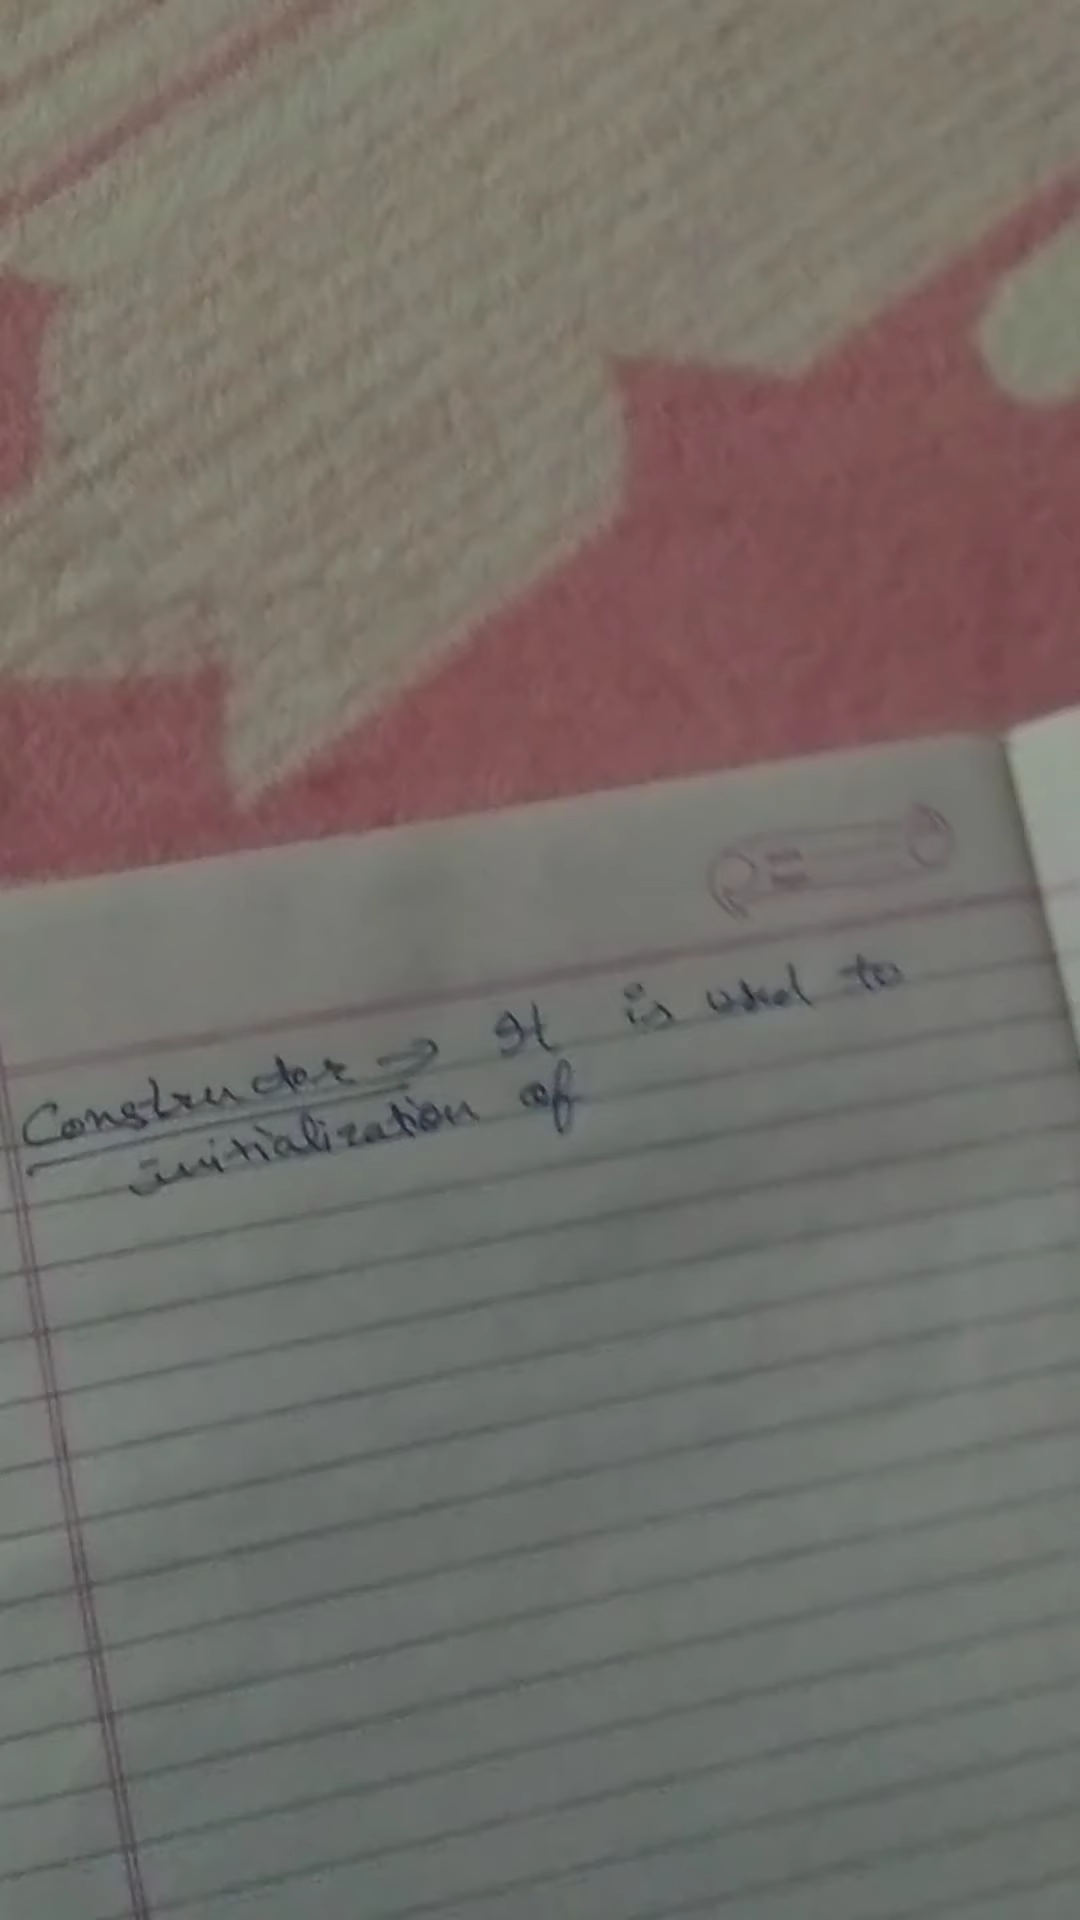 Constructor → It is used to
initialization of